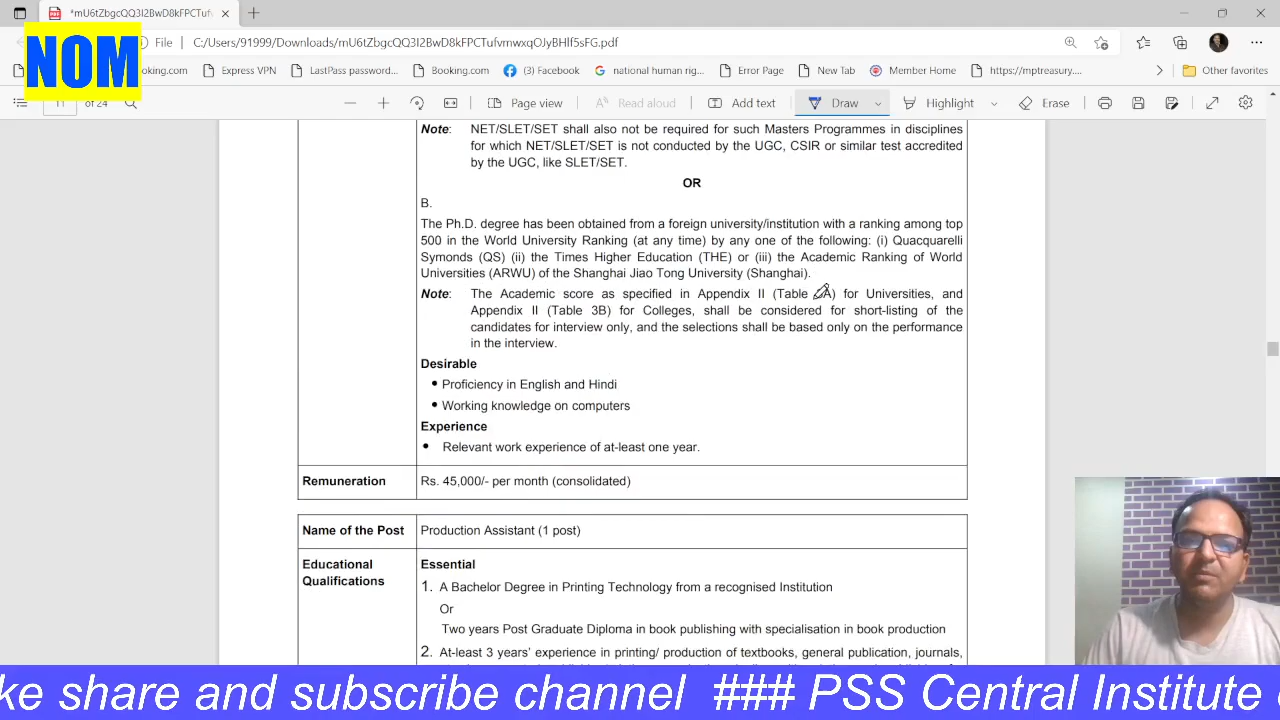 *mU6tZbgcQQ3I2BwD8kFPCTufv
NOM
File
C:/Users/91999/Downloads/mU6tZbgcQQ3I2BwD8kFPCTufvmwxqOJyBHlf5sFG.pdf
oking.com
Express VPN
LastPass password...
Booking.com
(3) Facebook
national human rig...
Error Page
New Tab
Member Home
https://mptreasury....
Other favorites
11 of 24
Page view
Read aloud
Add text
Draw
Highlight
Erase
Note: NET/SLET/SET shall also not be required for such Masters Programmes in disciplines
for which NET/SLET/SET is not conducted by the UGC, CSIR or similar test accredited
by the UGC, like SLET/SET.
OR
B.
The Ph.D. degree has been obtained from a foreign university/institution with a ranking among top
500 in the World University Ranking (at any time) by any one of the following: (i) Quacquarelli
Symonds (QS) (ii) the Times Higher Education (THE) or (iii) the Academic Ranking of World
Universities (ARWU) of the Shanghai Jiao Tong University (Shanghai).
Note: The Academic score as specified in Appendix II (Table A) for Universities, and
Appendix II (Table 3B) for Colleges, shall be considered for short-listing of the
candidates for interview only, and the selections shall be based only on the performance
in the interview.
Desirable
• Proficiency in English and Hindi
• Working knowledge on computers
Experience
• Relevant work experience of at-least one year.
Remuneration Rs. 45,000/- per month (consolidated)
Name of the Post Production Assistant (1 post)
Educational Qualifications
Essential
1. A Bachelor Degree in Printing Technology from a recognised Institution
Or
Two years Post Graduate Diploma in book publishing with specialisation in book production
2. At-least 3 years' experience in printing/ production of textbooks, general publication, journals,
ke share and subscribe channel ### PSS Central Institute